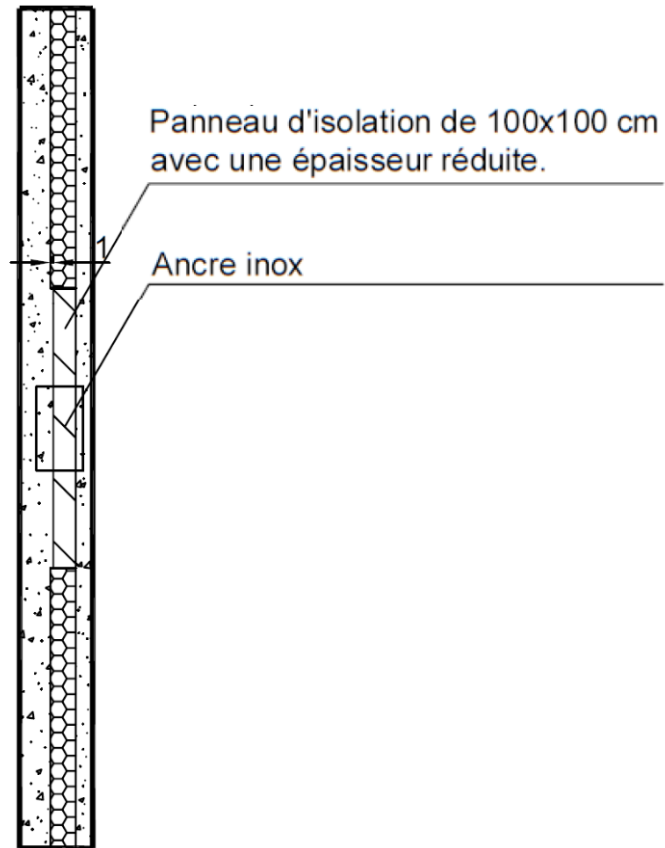 Panneau d'isolation de 100x100 cm
avec une épaisseur réduite.
1
Ancre inox